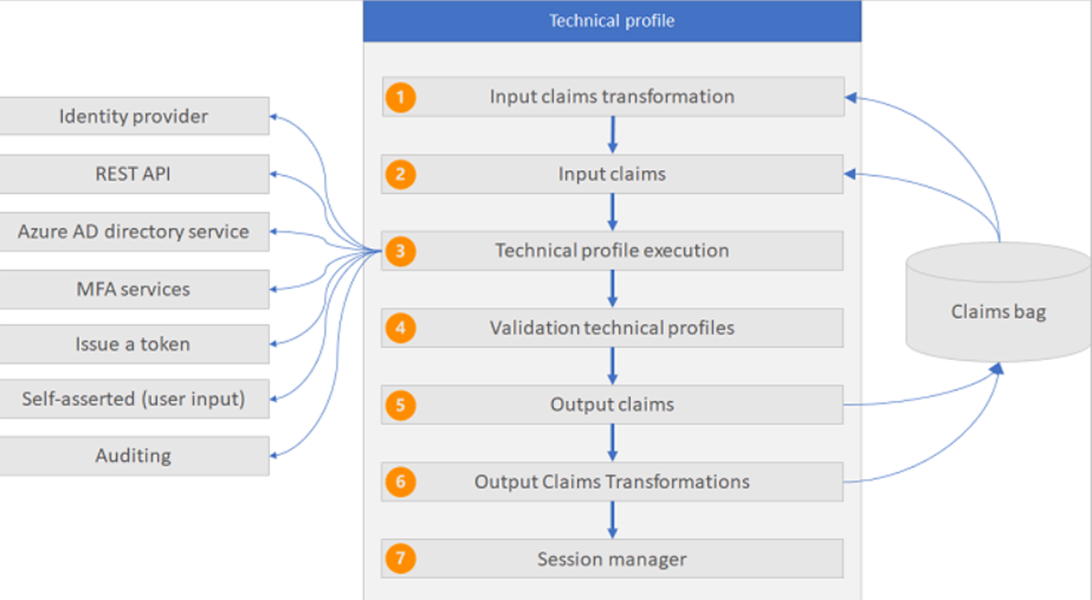 Technical profile
1 Input claims transformation
2 Input claims
3 Technical profile execution
4 Validation technical profiles
5 Output claims
6 Output Claims Transformations
7 Session manager
Identity provider
REST API
Azure AD directory service
MFA services
Issue a token
Self-asserted (user input)
Auditing
Claims bag